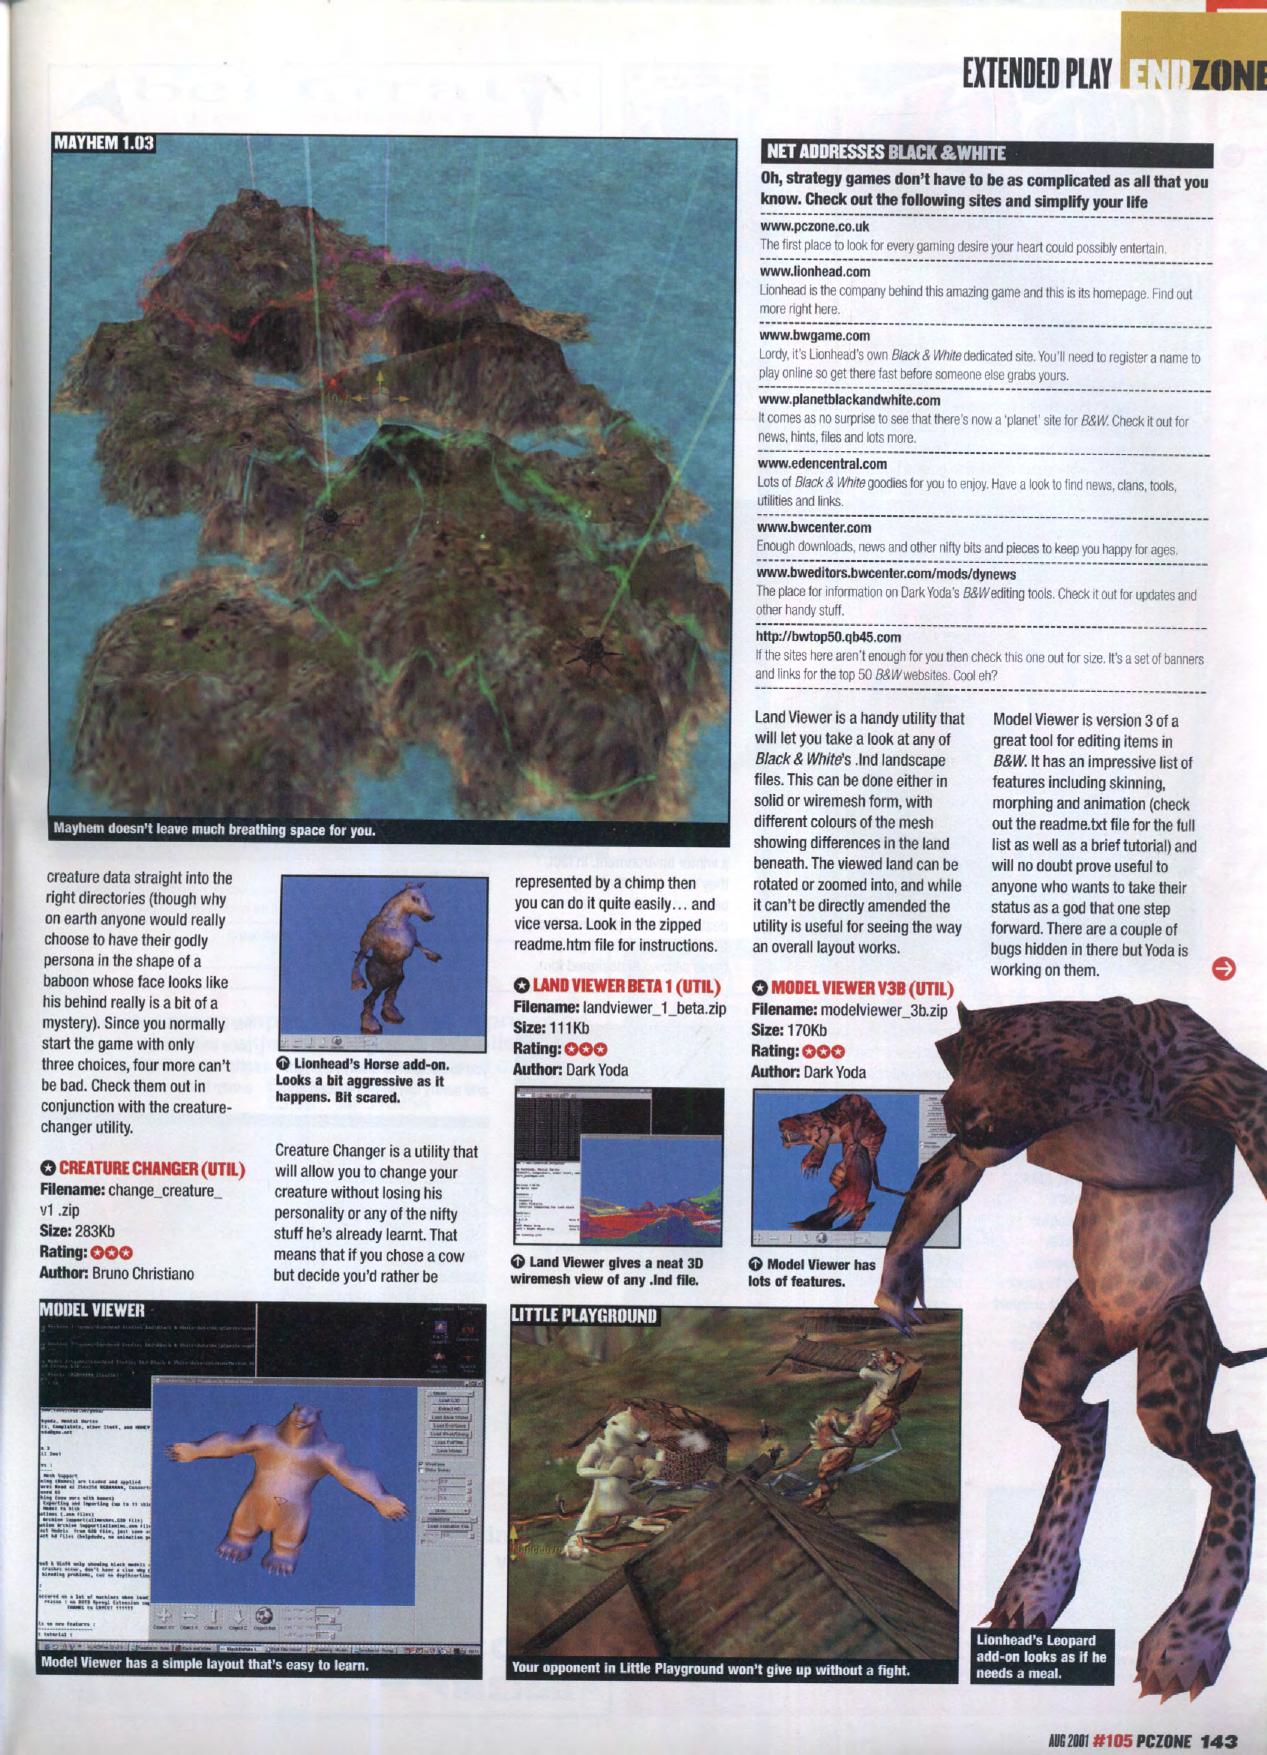 EXTENDED PLAY ENDZONE
MAYHEM 1.03
Mayhem doesn't leave much breathing space for you.
NET ADDRESSES BLACK & WHITE
Oh, strategy games don't have to be as complicated as all that you
know. Check out the following sites and simplify your life
www.pczone.co.uk
The first place to look for every gaming desire your heart could possibly entertain.
www.lionhead.com
Lionhead is the company behind this amazing game and this is its homepage. Find out
more right here.
www.bwgame.com
Lordy, it's Lionhead's own Black & White dedicated site. You'll need to register a name to
play online so get there fast before someone else grabs yours.
www.planetblackandwhite.com
It comes as no surprise to see that there's now a 'planet' site for B&W. Check it out for
news, hints, files and lots more.
www.edencentral.com
Lots of Black & White goodies for you to enjoy. Have a look to find news, clans, tools,
utilities and links.
www.bwcenter.com
Enough downloads, news and other nifty bits and pieces to keep you happy for ages.
www.bweditors.bwcenter.com/mods/dynews
The place for information on Dark Yoda's B&W editing tools. Check it out for updates and
other handy stuff.
http://bwtop50.qb45.com
If the sites here aren't enough for you then check this one out for size. It's a set of banners
and links for the top 50 B&W websites. Cool eh?
creature data straight into the
right directories (though why
on earth anyone would really
choose to have their godly
persona in the shape of a
baboon whose face looks like
his behind really is a bit of a
mystery). Since you normally
start the game with only
three choices, four more can't
be bad. Check them out in
conjunction with the creature-
changer utility.
CREATURE CHANGER (UTIL)
Filename: change_creature_
v1 .zip
Size: 283Kb
Rating:
Author: Bruno Christiano
Lionhead's Horse add-on.
Looks a bit aggressive as it
happens. Bit scared.
Creature Changer is a utility that
will allow you to change your
creature without losing his
personality or any of the nifty
stuff he's already learnt. That
means that if you chose a cow
but decide you'd rather be
represented by a chimp then
you can do it quite easily... and
vice versa. Look in the zipped
readme.htm file for instructions.
LAND VIEWER BETA 1 (UTIL)
Filename: landviewer_1_beta.zip
Size: 111Kb
Rating:
Author: Dark Yoda
Land Viewer gives a neat 3D
wiremesh view of any .lnd file.
Land Viewer is a handy utility that
will let you take a look at any of
Black & White's .lnd landscape
files. This can be done either in
solid or wiremesh form, with
different colours of the mesh
showing differences in the land
beneath. The viewed land can be
rotated or zoomed into, and while
it can't be directly amended the
utility is useful for seeing the way
an overall layout works.
MODEL VIEWER V3B (UTIL)
Filename: modelviewer_3b.zip
Size: 170Kb
Rating:
Author: Dark Yoda
Model Viewer has
lots of features.
Model Viewer is version 3 of a
great tool for editing items in
B&W. It has an impressive list of
features including skinning,
morphing and animation (check
out the readme.txt file for the full
list as well as a brief tutorial) and
will no doubt prove useful to
anyone who wants to take their
status as a god that one step
forward. There are a couple of
bugs hidden in there but Yoda is
working on them.
MODEL VIEWER
Model Viewer has a simple layout that's easy to learn.
LITTLE PLAYGROUND
Your opponent in Little Playground won't give up without a fight.
Lionhead's Leopard
add-on looks as if he
needs a meal.
AUG 2001 #105 PCZONE 143